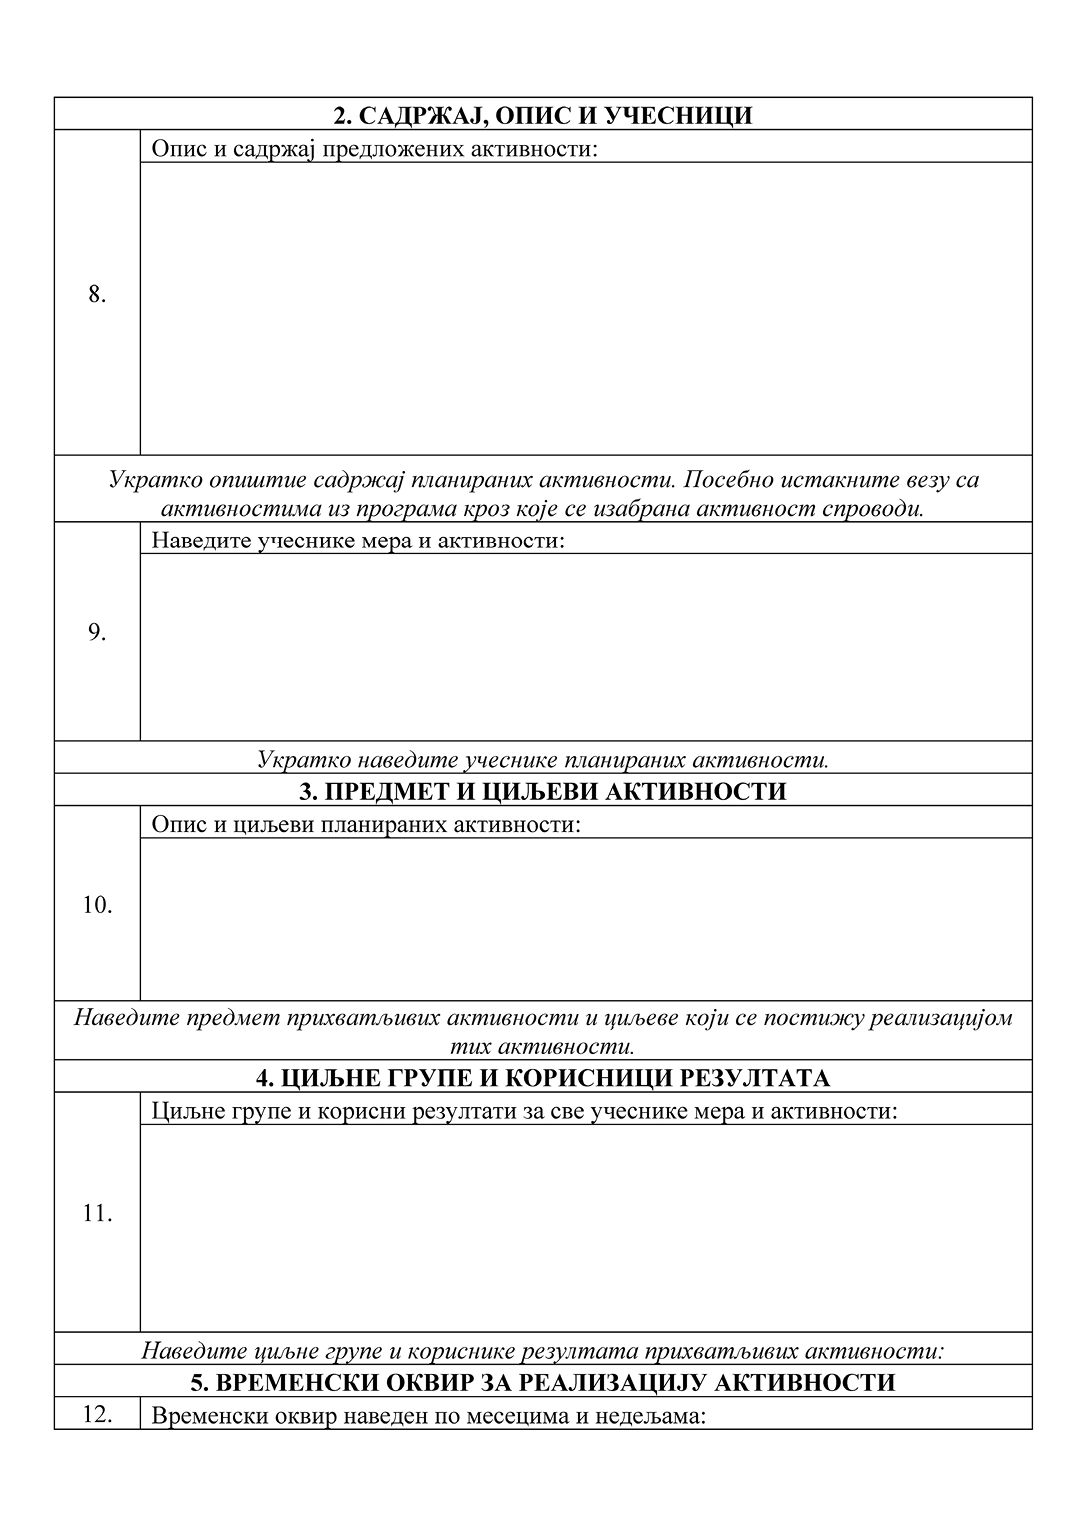 2. САДРЖАЈ, ОПИС И УЧЕСНИЦИ
Опис и садржај предложених активности:
8.
Укратко опиштие садржај планираних активности. Посебно истакните везу са
активностима из програма кроз које се изабрана активност спроводи.
Наведите учеснике мера и активности:
9.
Укратко наведите учеснике планираних активности.
3. ПРЕДМЕТ И ЦИЉЕВИ АКТИВНОСТИ
Опис и циљеви планираних активности:
10.
Наведите предмет прихватљивих активности и циљеве који се постижу реализацијом
тих активности.
4. ЦИЉНЕ ГРУПЕ И КОРИСНИЦИ РЕЗУЛТАТА
Циљне групе и корисни резултати за све учеснике мера и активности:
11.
Наведите циљне групе и кориснике резултата прихватљивих активности:
5. ВРЕМЕНСКИ ОКВИР ЗА РЕАЛИЗАЦИЈУ АКТИВНОСТИ
12. Временски оквир наведен по месецима и недељама: